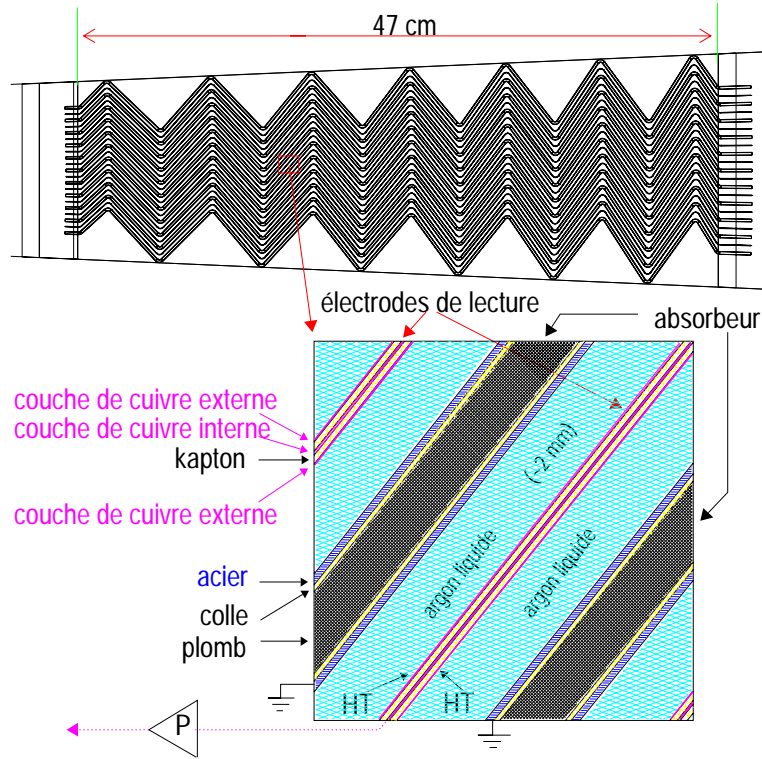 47 cm
électrodes de lecture
absorbeur
couche de cuivre externe
couche de cuivre interne
kapton
couche de cuivre externe
(~2 mm)
argon liquide
argon liquide
acier
colle
plomb
HT
HT
P